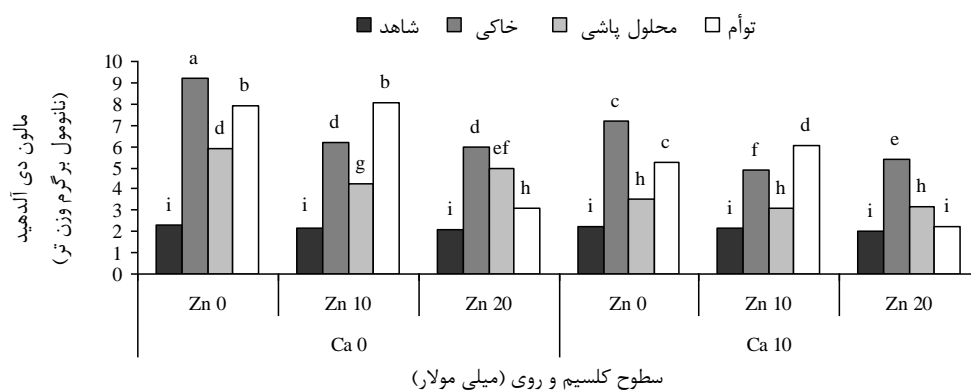 شاهد خاکی محلول پاشی توأم
مالون دی آلدهید
(نانومول برگرم وزن تر)
10
9
8
7
6
5
4
3
2
1
0
i a d b i d g b i d ef h i c h c i f h d i e h i
Zn 0 Zn 10 Zn 20 Zn 0 Zn 10 Zn 20
Ca 0 Ca 10
سطوح کلسیم و روی (میلی مولار)